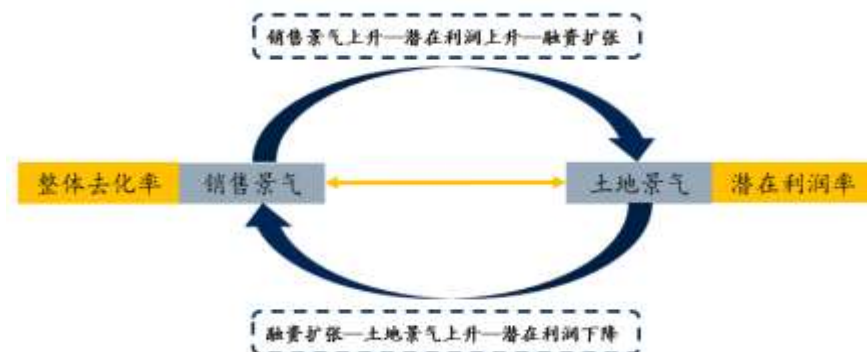 销售景气上升—潜在利润上升—融资扩张
整体去化率 销售景气 土地景气 潜在利润率
融资扩张—土地景气上升—潜在利润下降